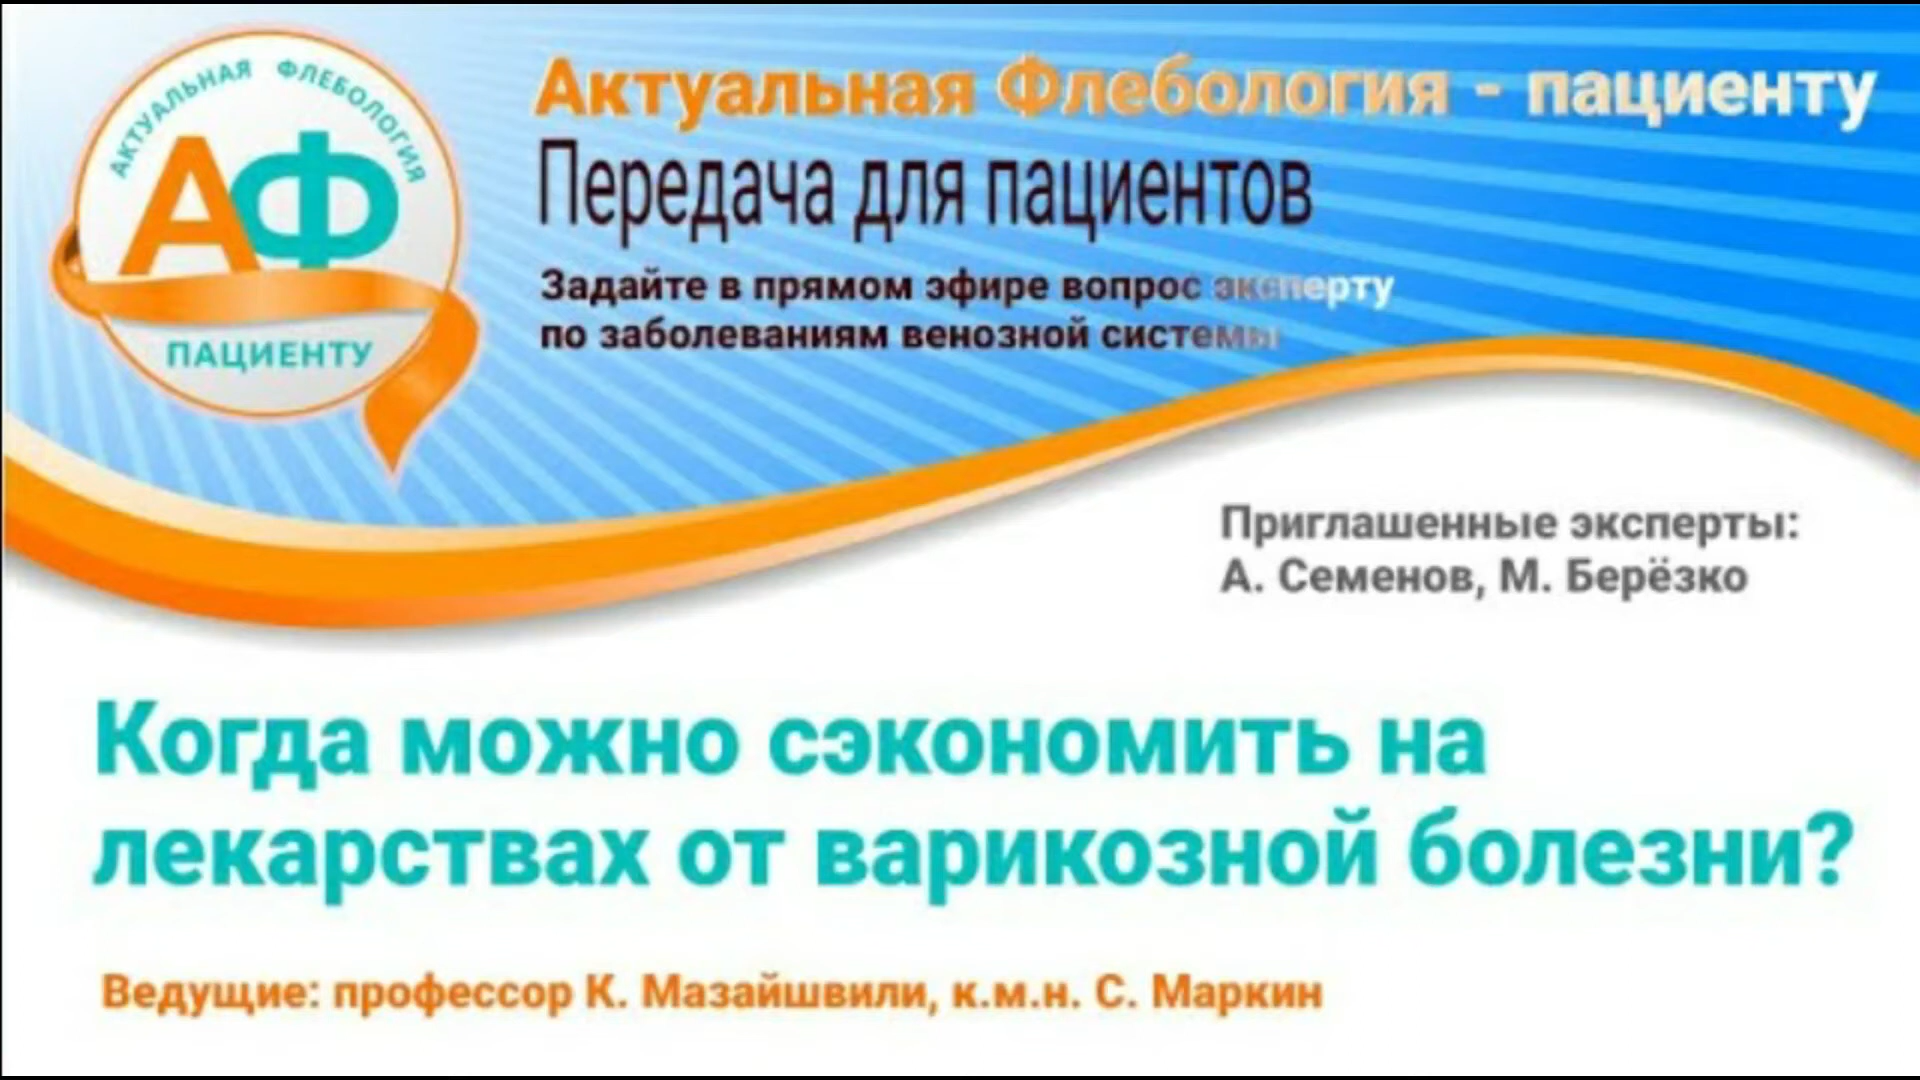 АКТУАЛЬНАЯ ФЛЕБОЛОГИЯ
АФ
ПАЦИЕНТУ
Актуальная Флебология - пациенту
Передача для пациентов
Задайте в прямом эфире вопрос эксперту
по заболеваниям венозной системы
Приглашенные эксперты:
А. Семенов, М. Берёзко
Когда можно сэкономить на
лекарствах от варикозной болезни?
Ведущие: профессор К. Мазайшвили, к.м.н. С. Маркин